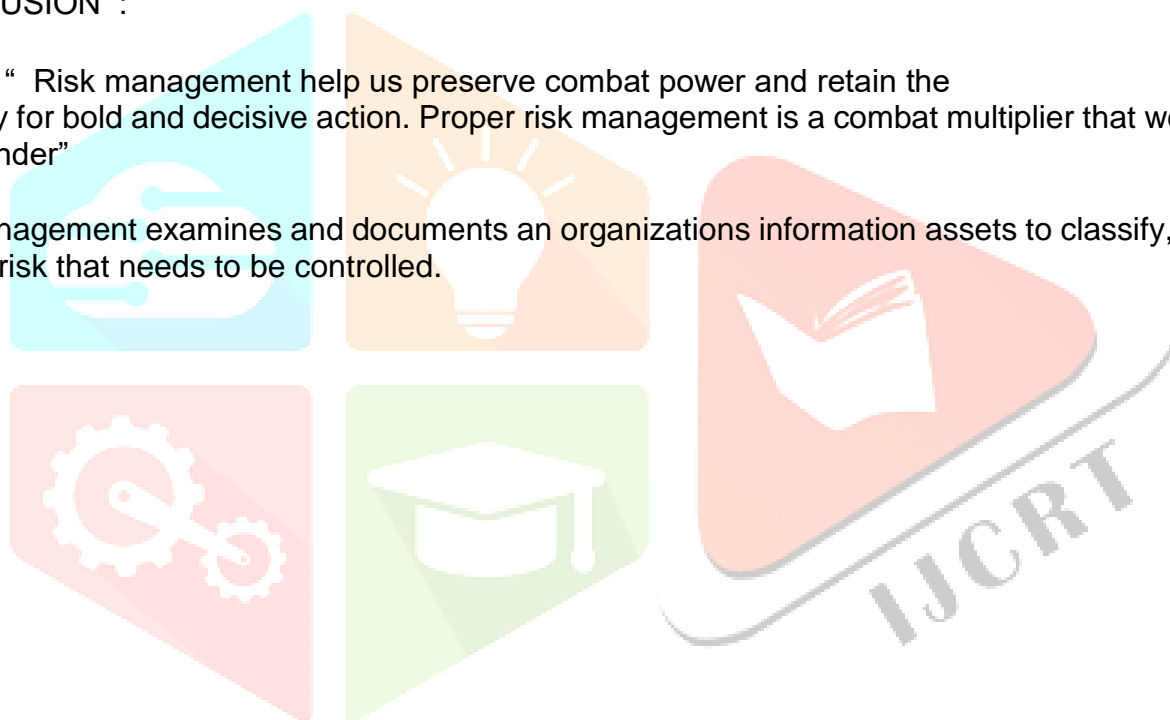 USION :
“ Risk management help us preserve combat power and retain the
y for bold and decisive action. Proper risk management is a combat multiplier that we
nder”
nagement examines and documents an organizations information assets to classify,
risk that needs to be controlled.
IJCRT